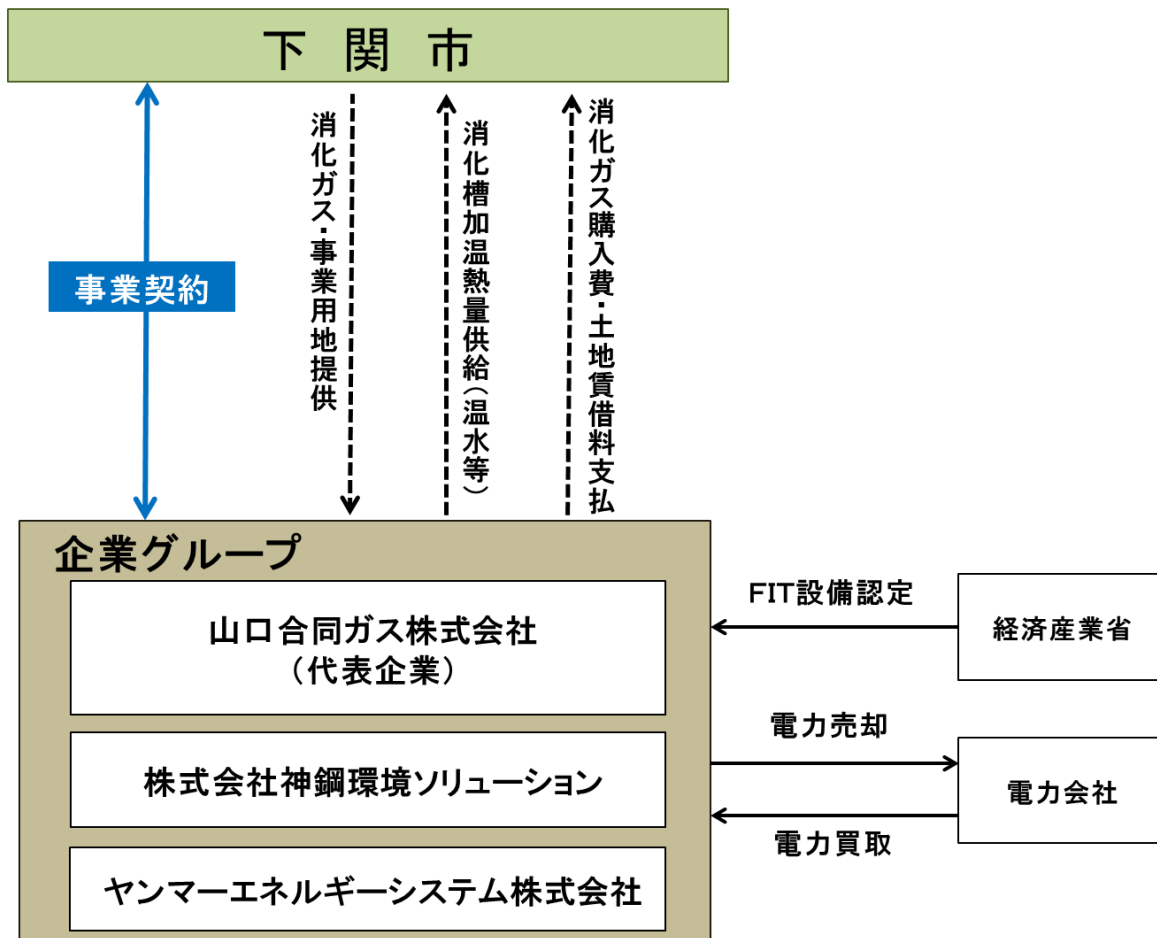 下関市
事業契約
消化ガス・事業用地提供
消化槽加温熱量供給(温水等)
消化ガス購入費・土地賃借料支払
企業グループ
山口合同ガス株式会社
(代表企業)
株式会社神鋼環境ソリューション
ヤンマーエネルギーシステム株式会社
FIT設備認定
経済産業省
電力売却
電力会社
電力買取